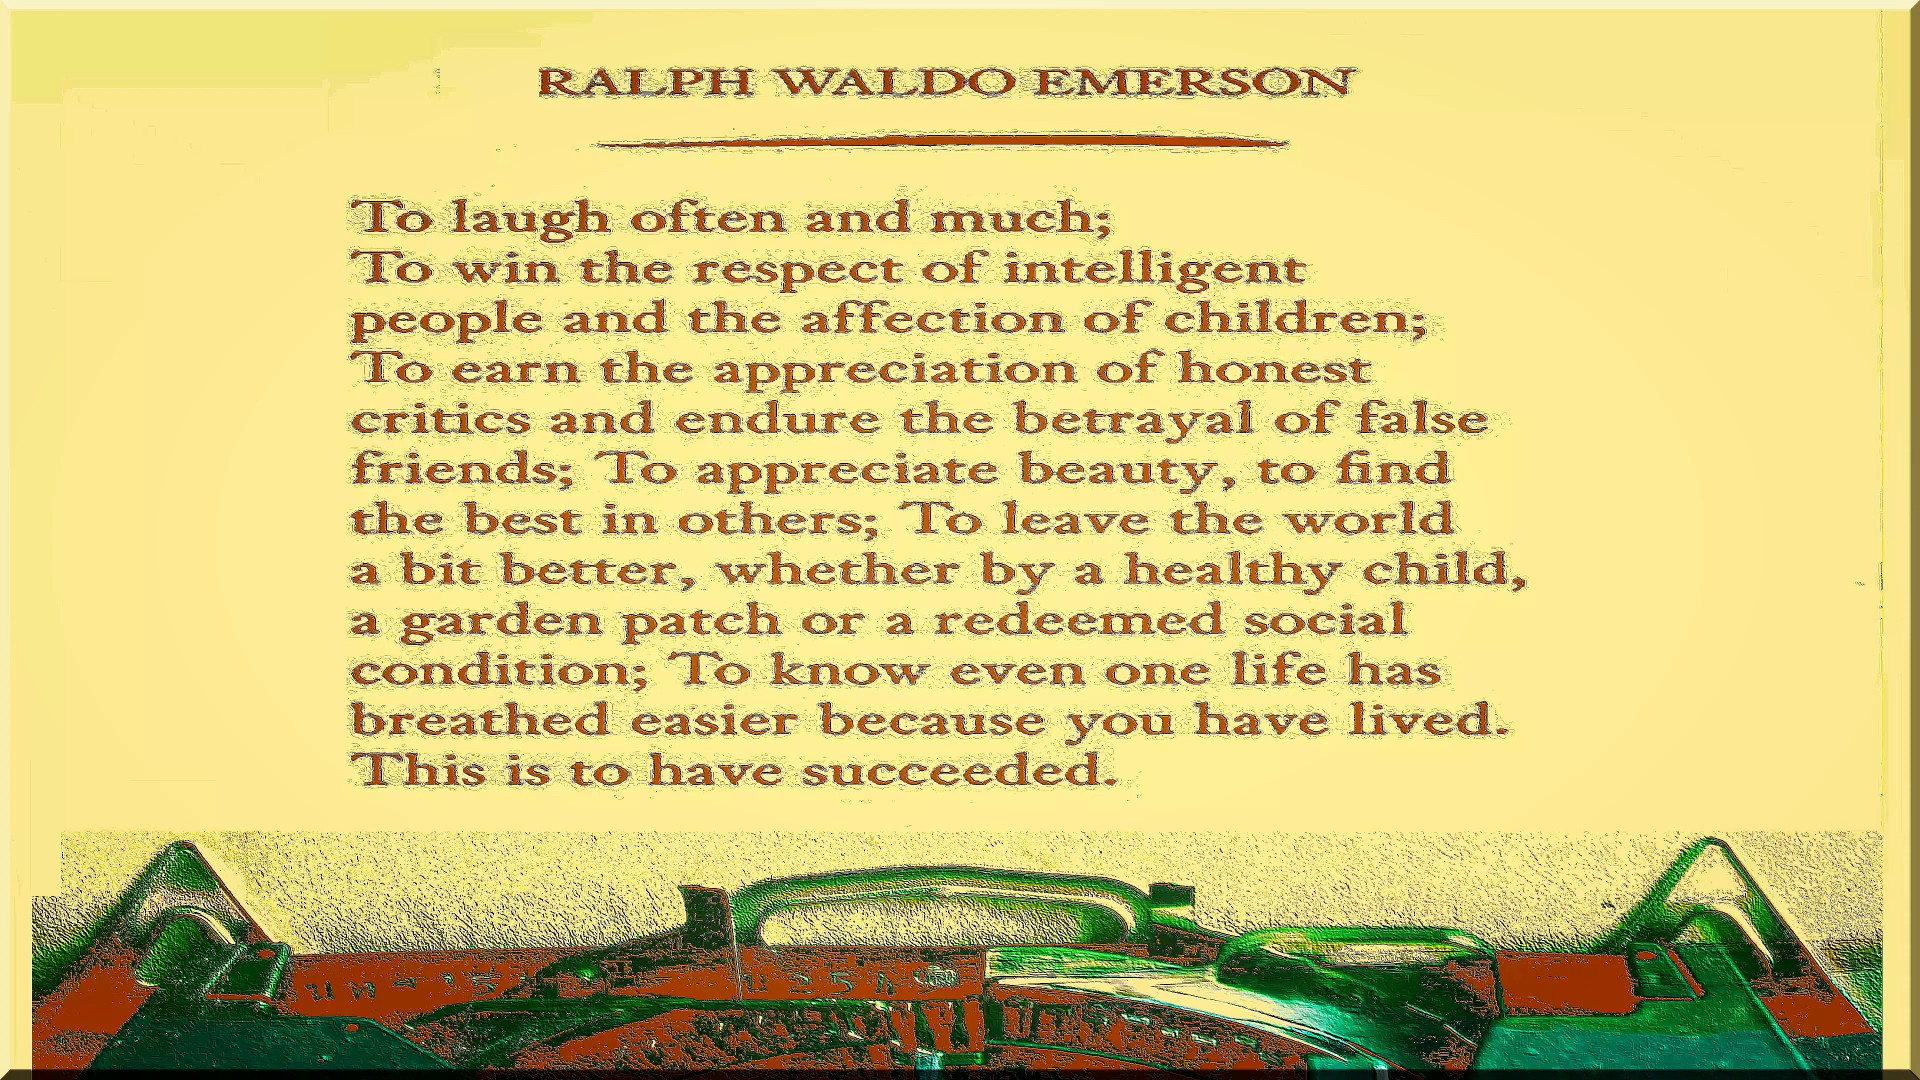 RALPH WALDO EMERSON
To laugh often and much;
To win the respect of intelligent
people and the affection of children;
To earn the appreciation of honest
critics and endure the betrayal of false
friends; To appreciate beauty, to find
the best in others; To leave the world
a bit better, whether by a healthy child,
a garden patch or a redeemed social
condition; To know even one life has
breathed easier because you have lived.
This is to have succeeded.